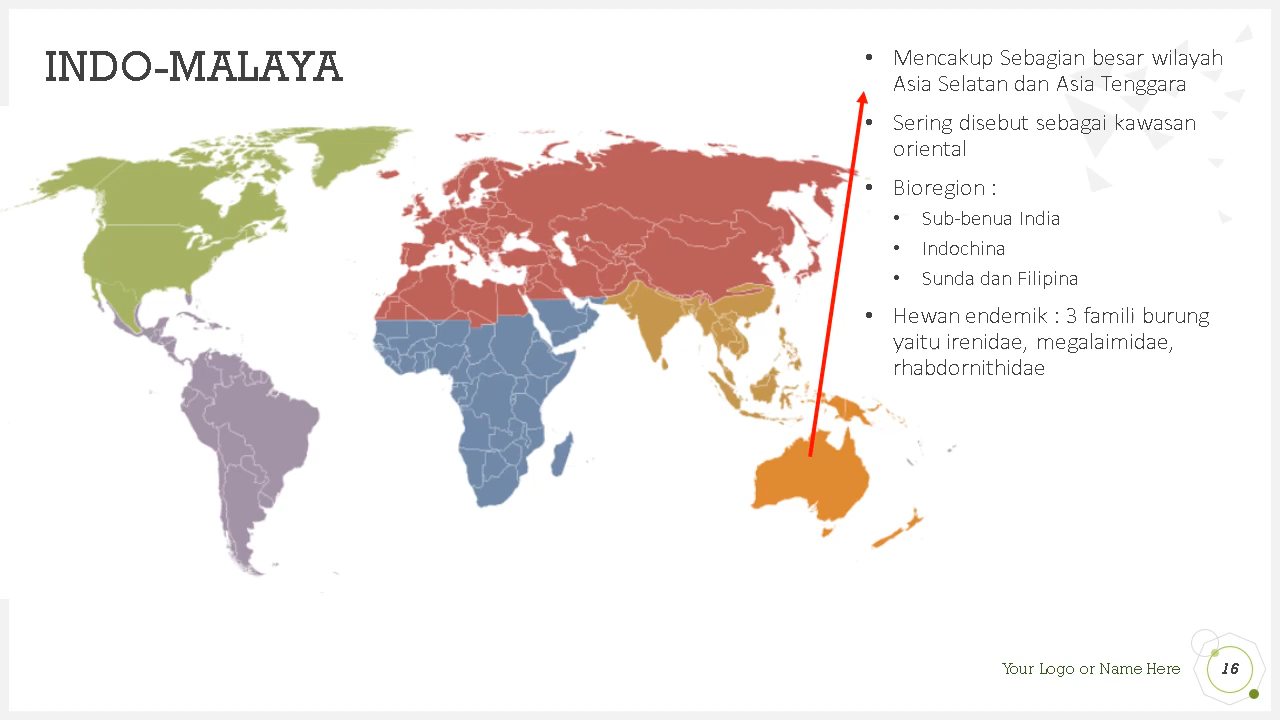 INDO-MALAYA
• Mencakup Sebagian besar wilayah
Asia Selatan dan Asia Tenggara
• Sering disebut sebagai kawasan
oriental
• Bioregion :
• Sub-benua India
• Indochina
• Sunda dan Filipina
• Hewan endemik : 3 famili burung
yaitu irenidae, megalaimidae,
rhabdornithidae
Your Logo or Name Here
16